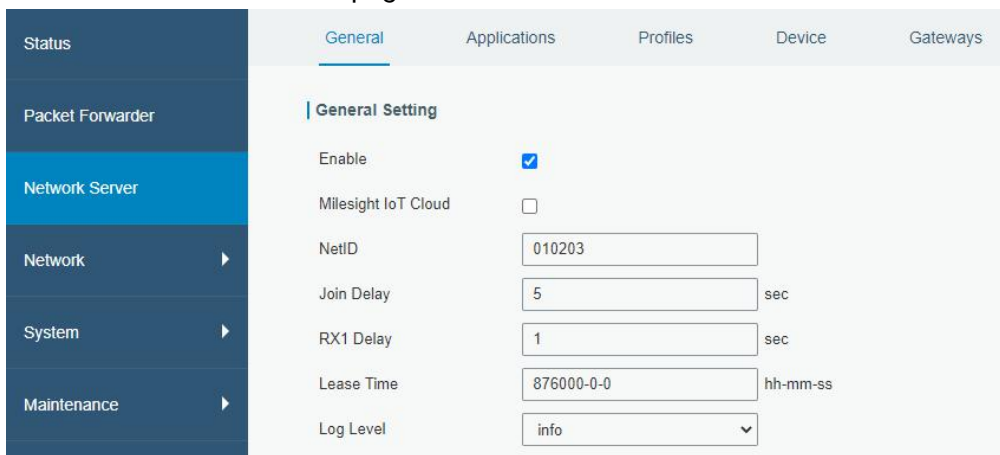 Status
Packet Forwarder
Network Server
Network
System
Maintenance
General Applications Profiles Device Gateways
General Setting
Enable
Milesight IoT Cloud
NetID 010203
Join Delay 5 sec
RX1 Delay 1 sec
Lease Time 876000-0-0 hh-mm-ss
Log Level info